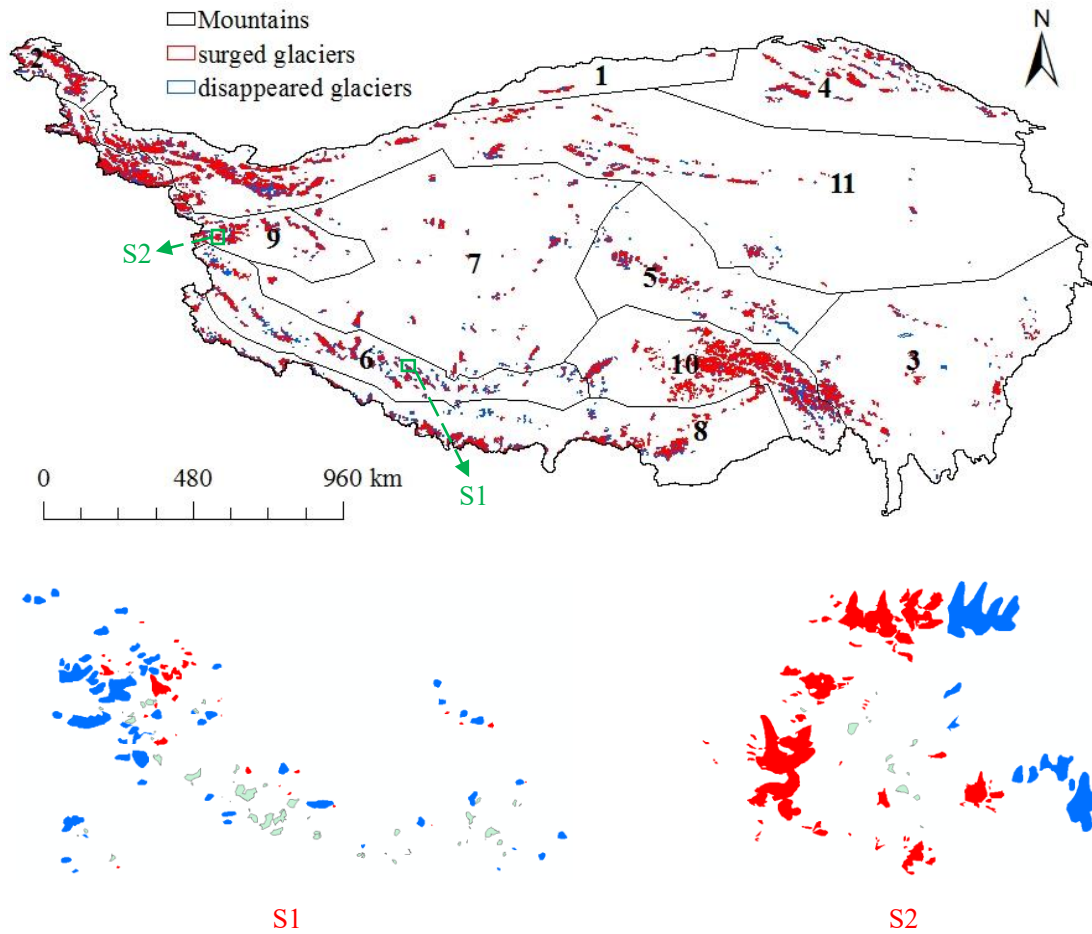 Mountains
surged glaciers
disappeared glaciers
N
2
1
4
11
S2
9
7
5
6
10
3
8
0 480 960 km
S1
S1
S2